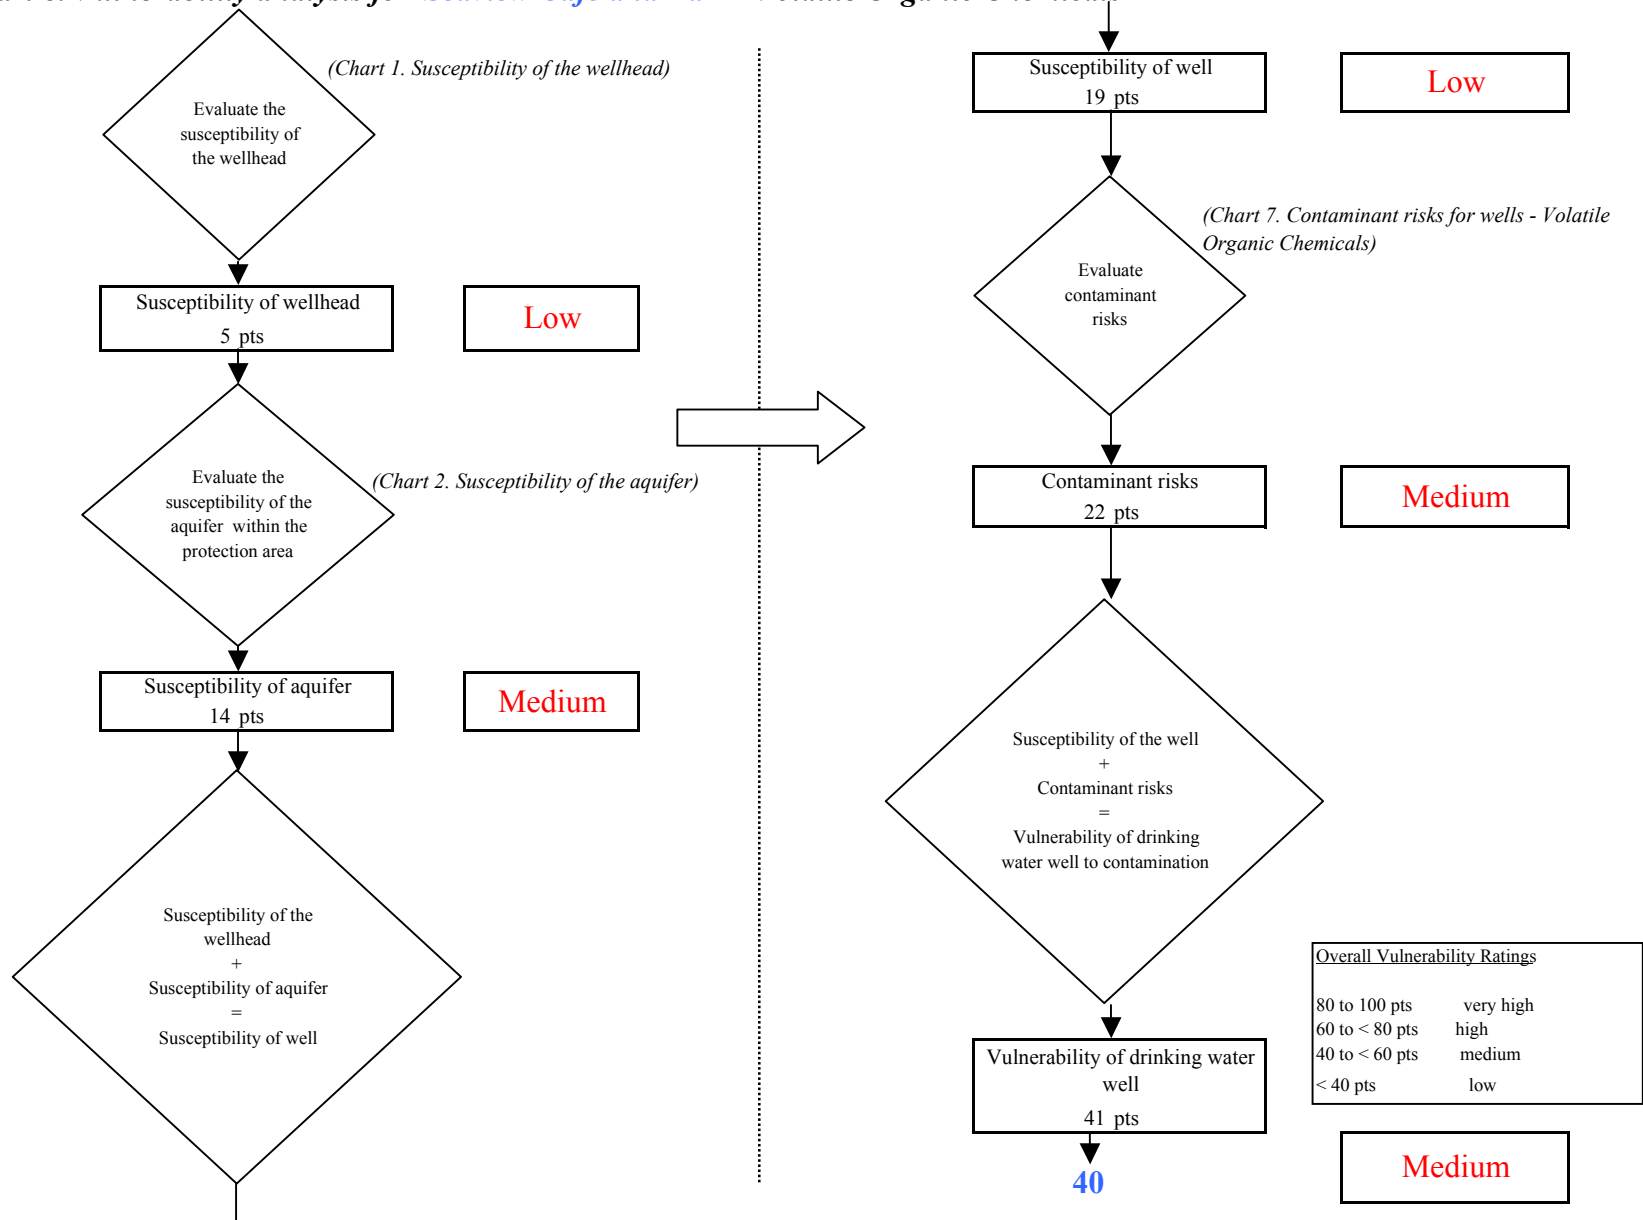 (Chart 1. Susceptibility of the wellhead)
Evaluate the
susceptibility of
the wellhead
Susceptibility of wellhead
5 pts
Low
Evaluate the
susceptibility of the
aquifer within the
protection area
(Chart 2. Susceptibility of the aquifer)
Susceptibility of aquifer
14 pts
Medium
Susceptibility of the
wellhead
+
Susceptibility of aquifer
=
Susceptibility of well
Susceptibility of well
19 pts
Low
(Chart 7. Contaminant risks for wells - Volatile
Organic Chemicals)
Evaluate
contaminant
risks
Contaminant risks
22 pts
Medium
Susceptibility of the well
+
Contaminant risks
=
Vulnerability of drinking
water well to contamination
Overall Vulnerability Ratings
80 to 100 pts very high
60 to < 80 pts high
40 to < 60 pts medium
< 40 pts low
Vulnerability of drinking water
well
41 pts
40
Medium